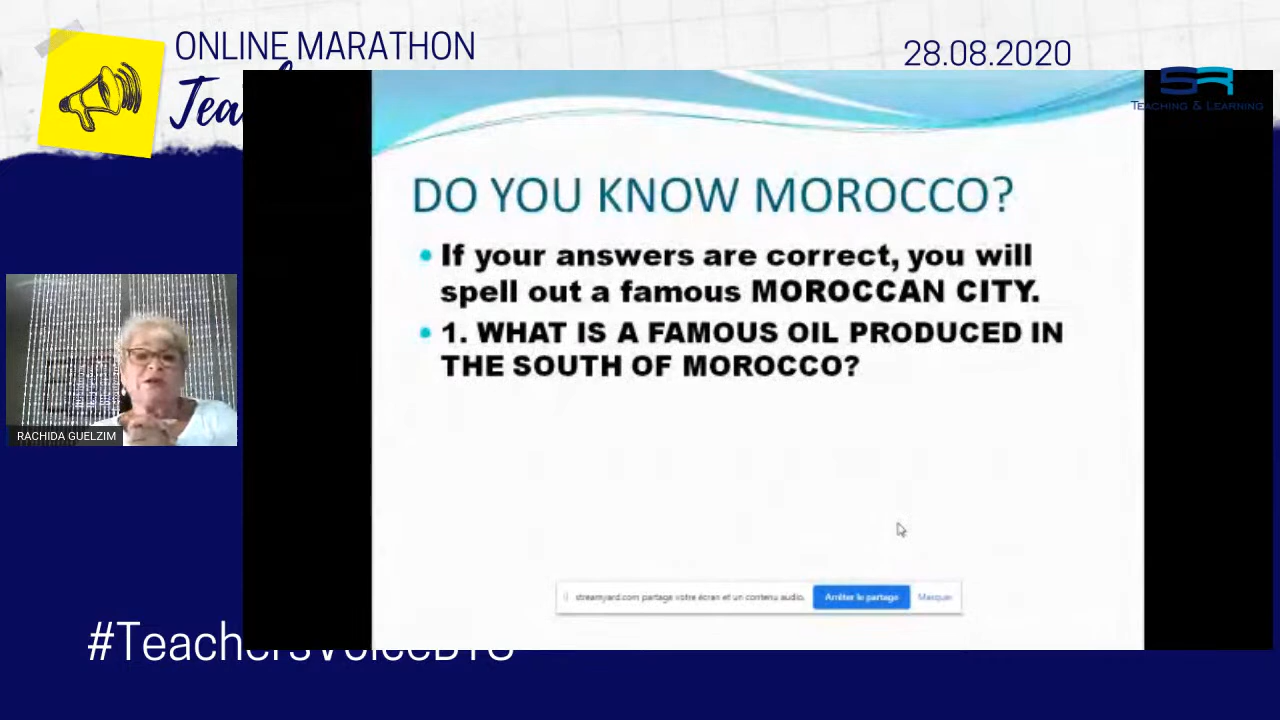 ONLINE MARATHON
28.08.2020
SR
TEACHING & LEARNING
DO YOU KNOW MOROCCO?
• If your answers are correct, you will
spell out a famous MOROCCAN CITY.
• 1. WHAT IS A FAMOUS OIL PRODUCED IN
THE SOUTH OF MOROCCO?
RACHIDA GUELZIM
streamyard.com partage votre écran et un contenu audio.
Arrêter le partage
Masquer